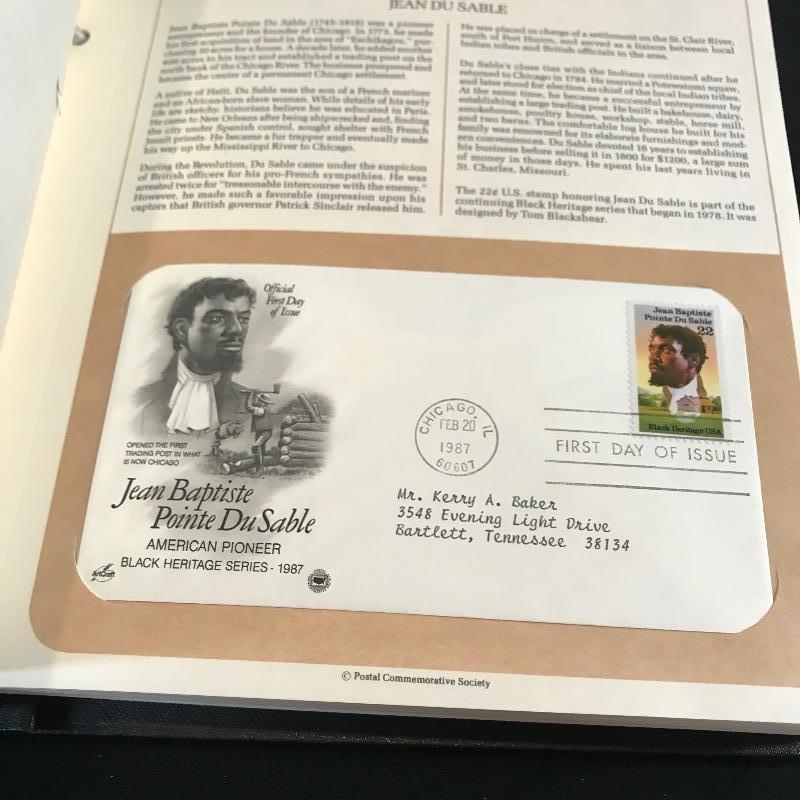 JEAN DU SABLE
Jean Baptiste Pointe Du Sable (1745-1818) was a pioneer
entrepreneur and the founder of Chicago. In 1773, he made
his first acquisition of land in the area of "Eschikagou," pur-
chasing 30 acres for a house. A decade later, he added another
400 acres to his tract and established a trading post on the
north bank of the Chicago River. The business prospered and
became the center of a permanent Chicago settlement.
A native of Haiti, Du Sable was the son of a French mariner
and an African-born slave woman. While details of his early
life are sketchy, historians believe he was educated in Paris.
He came to New Orleans after being shipwrecked and, finding
the city under Spanish control, sought shelter with French
Jesuit priests. He became a fur trapper and eventually made
his way up the Mississippi River to Chicago.
During the Revolution, Du Sable came under the suspicion
of British officers for his pro-French sympathies. He was
arrested twice for "treasonable intercourse with the enemy."
However, he made such a favorable impression upon his
captors that British governor Patrick Sinclair released him.
He was placed in charge of a settlement on the St. Clair River,
south of Port Huron, and served as a liaison between local
Indian tribes and British officials in the area.
Du Sable's close ties with the Indians continued after he
returned to Chicago in 1784. He married a Potawatomi squaw,
and later stood for election as chief of the local Indian tribes.
At the same time, he became a successful entrepreneur by
establishing a large trading post. He built a bakehouse, dairy,
smokehouse, poultry house, workshop, stable, horse mill,
and two barns. The comfortable log house he built for his
family was renowned for its elaborate furnishings and mod-
ern conveniences. Du Sable devoted 16 years to establishing
his business before selling it in 1800 for $1200, a large sum
of money in those days. He spent his last years living in
St. Charles, Missouri.
The 22¢ U.S. stamp honoring Jean Du Sable is part of the
continuing Black Heritage series that began in 1978. It was
designed by Tom Blackshear.
Official
First Day
of Issue
OPENED THE FIRST
TRADING POST IN WHAT
IS NOW CHICAGO
Jean Baptiste
Pointe Du Sable
AMERICAN PIONEER
BLACK HERITAGE SERIES - 1987
ArtCraft
Jean Baptiste
Pointe Du Sable
22
Black Heritage USA
CHICAGO, IL
FEB 20
1987
60607
FIRST DAY OF ISSUE
Mr. Kerry A. Baker
3548 Evening Light Drive
Bartlett, Tennessee 38134
© Postal Commemorative Society